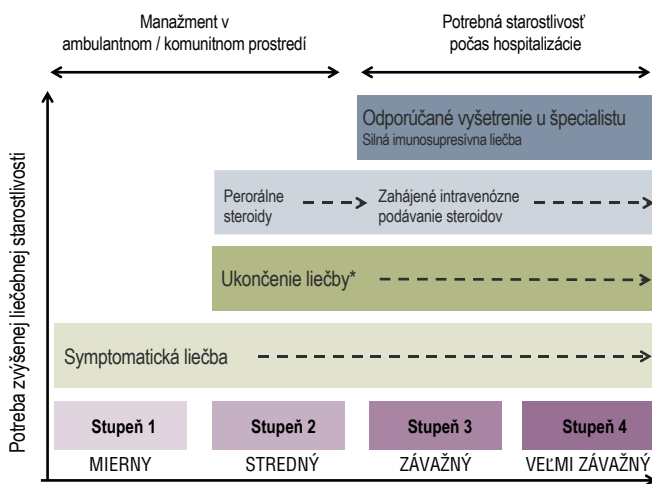 Manažment v
ambulantnom / komunitnom prostredí
Potrebná starostlivosť
počas hospitalizácie
Potreba zvýšenej liečebnej starostlivosti
Odporúčané vyšetrenie u špecialistu
Silná imunosupresívna liečba
Perorálne
steroidy
Zahájené intravenózne
podávanie steroidov
Ukončenie liečby*
Symptomatická liečba
Stupeň 1
Stupeň 2
Stupeň 3
Stupeň 4
MIERNY
STREDNÝ
ZÁVAŽNÝ
VEĽMI ZÁVAŽNÝ